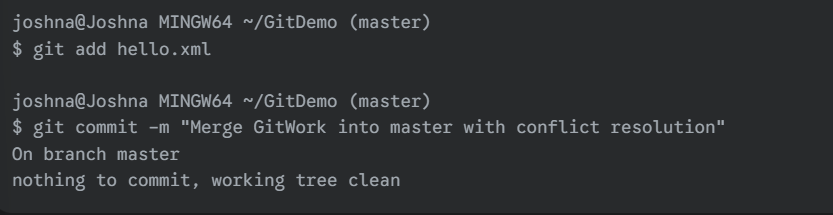 joshna@Joshna MINGW64 ~/GitDemo (master)
$ git add hello.xml
joshna@Joshna MINGW64 ~/GitDemo (master)
$ git commit -m "Merge GitWork into master with conflict resolution"
On branch master
nothing to commit, working tree clean